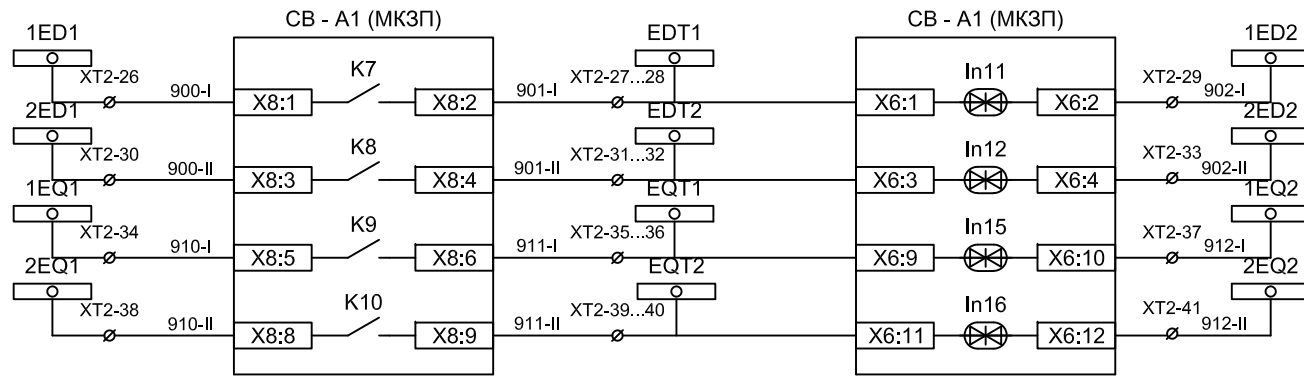 СВ - А1 (МКЗП) СВ - А1 (МКЗП)
1ED1 EDT1 1ED2
XT2-26 K7 XT2-27...28 In11 XT2-29
900-I X8:1 X8:2 901-I X6:1 X6:2 902-I
2ED1 EDT2 2ED2
XT2-30 K8 XT2-31...32 In12 XT2-33
900-II X8:3 X8:4 901-II X6:3 X6:4 902-II
1EQ1 EQT1 1EQ2
XT2-34 K9 XT2-35...36 In15 XT2-37
910-I X8:5 X8:6 911-I X6:9 X6:10 912-I
2EQ1 EQT2 2EQ2
XT2-38 K10 XT2-39...40 In16 XT2-41
910-II X8:8 X8:9 911-II X6:11 X6:12 912-II